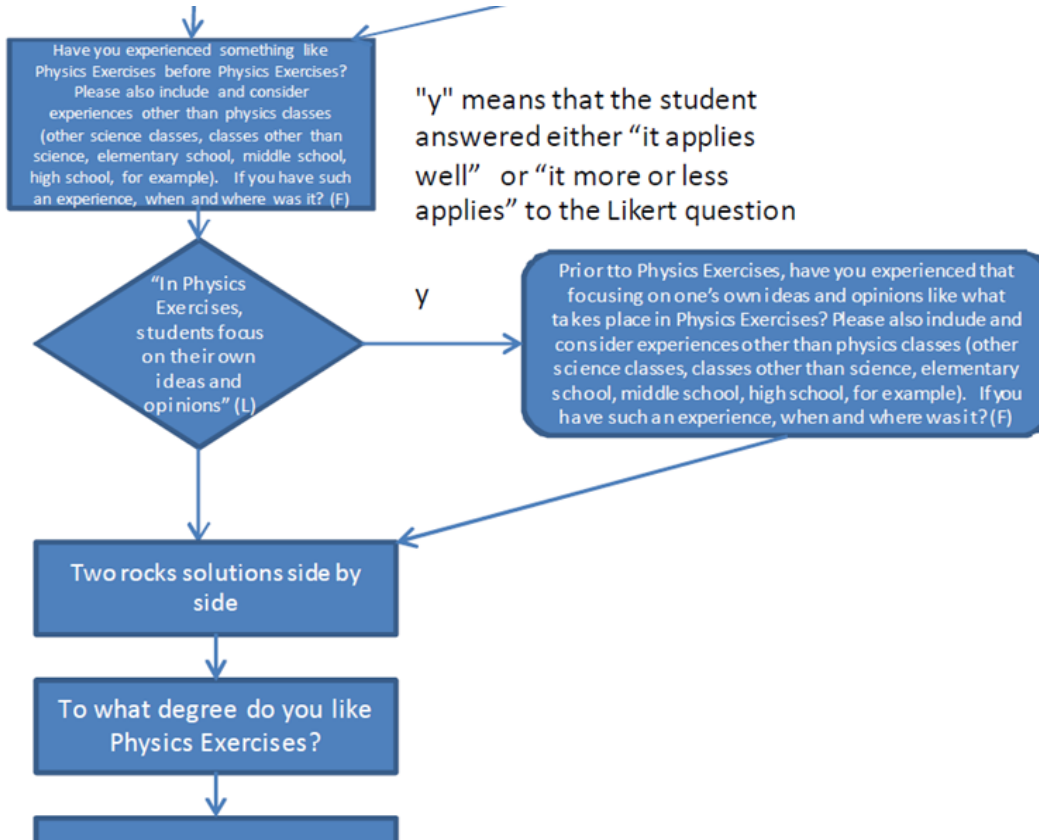 Have you experienced something like
Physics Exercises before Physics Exercises?
Please also include and consider
experiences other than physics classes
(other science classes, classes other than
science, elementary school, middle school,
high school, for example). If you have such
an experience, when and where was it? (F)
"y" means that the student
answered either “it applies
well” or “it more or less
applies” to the Likert question
“In Physics
Exercises,
students focus
on their own
ideas and
opinions” (L)
y
Prior tto Physics Exercises, have you experienced that
focusing on one’s own ideas and opinions like what
takes place in Physics Exercises? Please also include and
consider experiences other than physics classes (other
science classes, classes other than science, elementary
school, middle school, high school, for example). If you
have such an experience, when and where was it? (F)
Two rocks solutions side by
side
To what degree do you like
Physics Exercises?